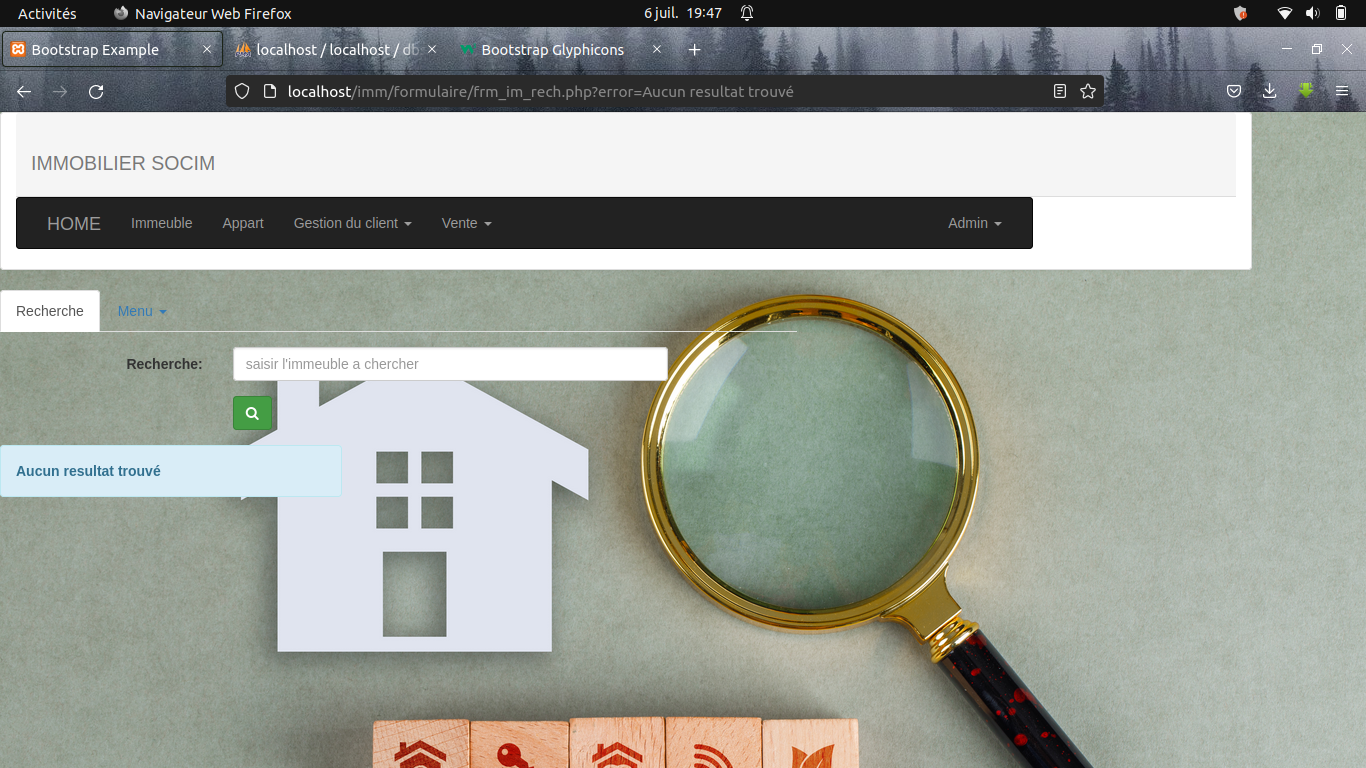 Activités Navigateur Web Firefox 6 juil. 19:47
Bootstrap Example localhost / localhost / db Bootstrap Glyphicons
localhost/imm/formulaire/frm_im_rech.php?error=Aucun resultat trouvé
IMMOBILIER SOCIM
HOME Immeuble Appart Gestion du client Vente Admin
Recherche Menu
Recherche: saisir l'immeuble a chercher
Aucun resultat trouvé